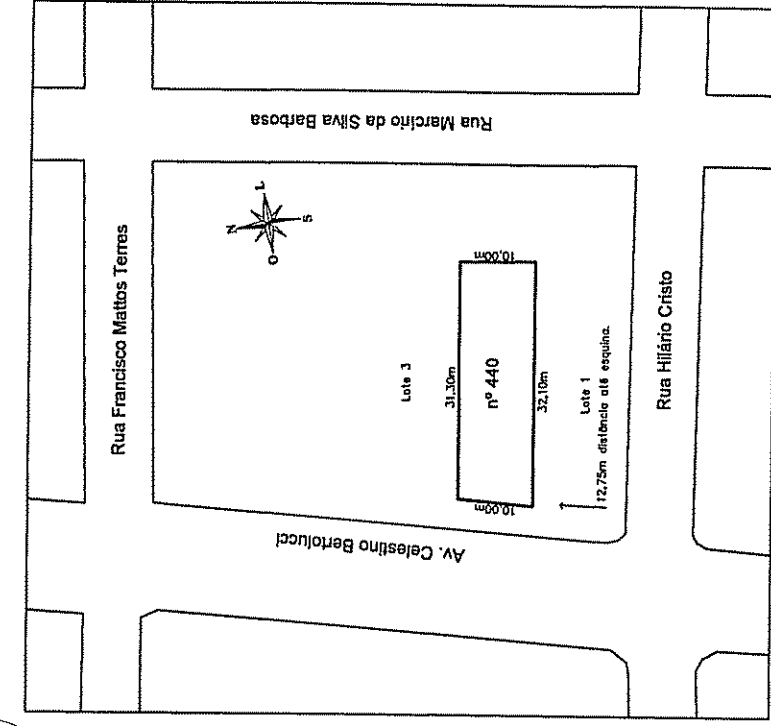 Rua Francisco Mattos Terres
Rua Marcírio da Silva Barbosa
N
L
O
S
Lote 3
31,30m
10,00m
nº 440
10,00m
32,10m
Lote 1
12,75m distância até esquina.
Av. Celestino Bertolucci
Rua Hilário Cristo